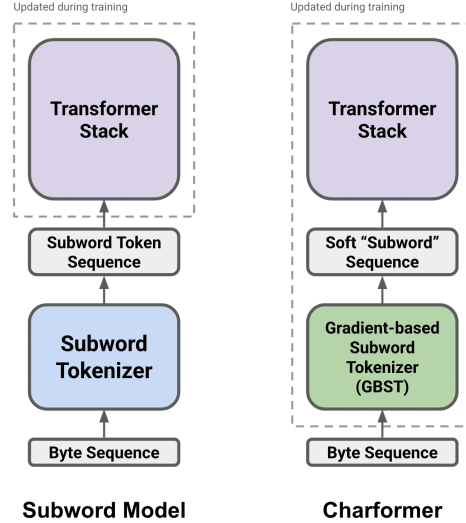 Updated during training
Transformer
Stack
Subword Token
Sequence
Subword
Tokenizer
Byte Sequence
Subword Model
Updated during training
Transformer
Stack
Soft “Subword”
Sequence
Gradient-based
Subword
Tokenizer
(GBST)
Byte Sequence
Charformer